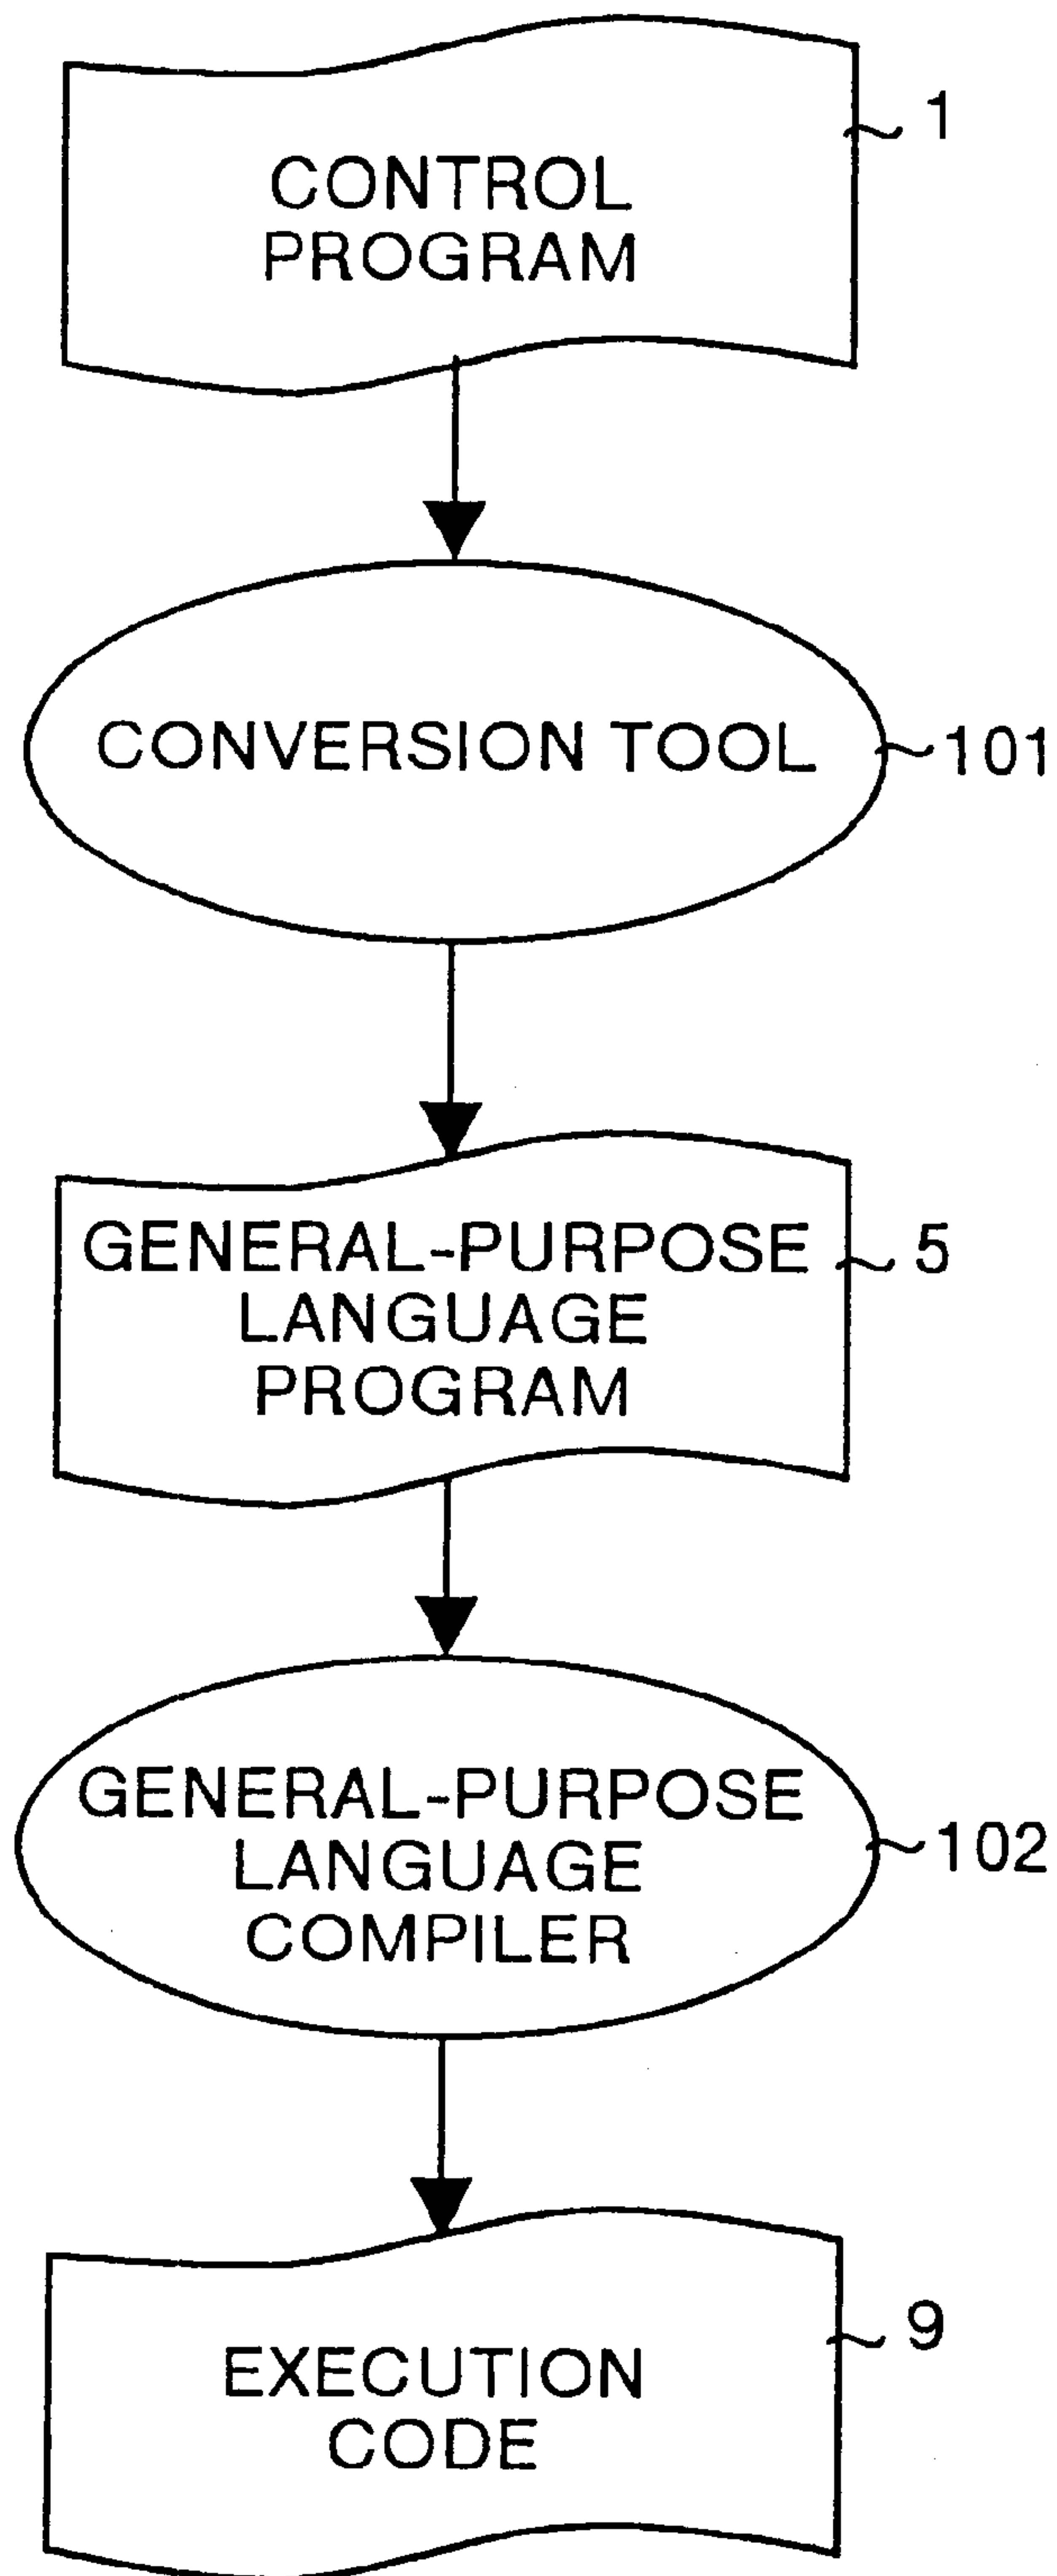 1
CONTROL
PROGRAM
CONVERSION TOOL
101
GENERAL-PURPOSE
5
LANGUAGE
PROGRAM
GENERAL-PURPOSE
LANGUAGE
102
COMPILER
9
EXECUTION
CODE